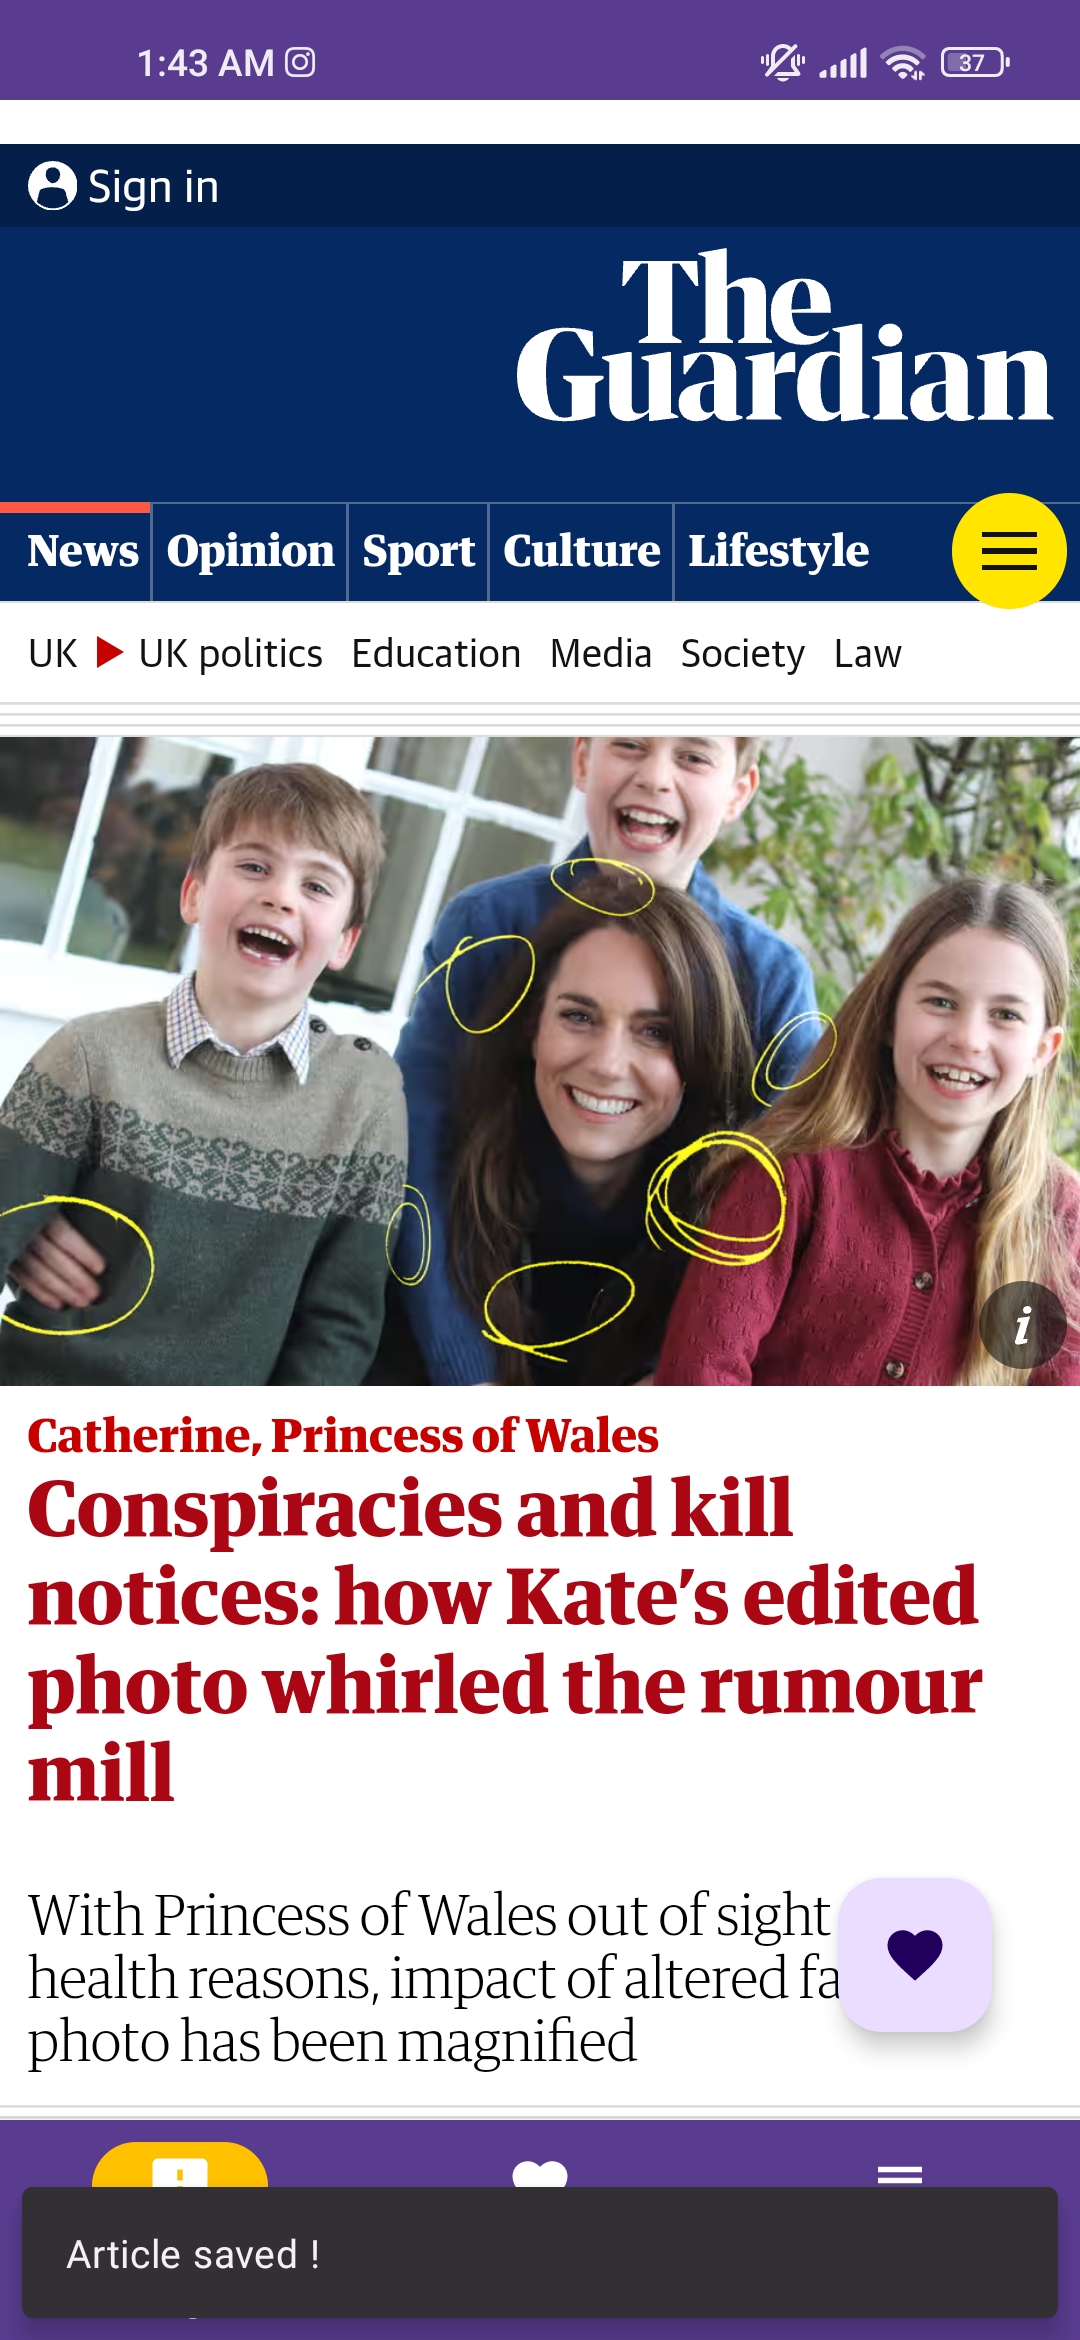 1:43 AM
37
Sign in
The
Guardian
News Opinion Sport Culture Lifestyle
UK UK politics Education Media Society Law
i
Catherine, Princess of Wales
Conspiracies and kill
notices: how Kate’s edited
photo whirled the rumour
mill
With Princess of Wales out of sight
health reasons, impact of altered fa
photo has been magnified
Article saved !